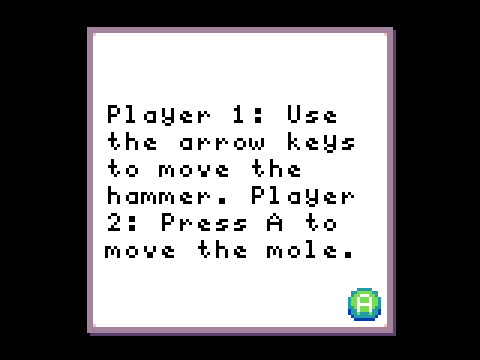 Player 1: Use
the arrow keys
to move the
hammer. Player
2: Press A to
move the mole.
A